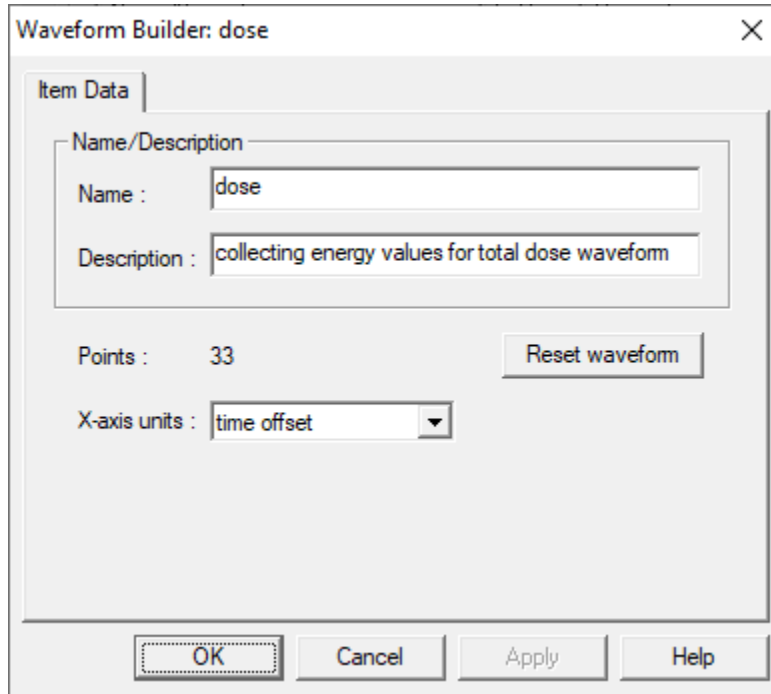 Waveform Builder: dose
Item Data
Name/Description
Name :
dose
Description :
collecting energy values for total dose waveform
Points :
33
Reset waveform
X-axis units :
time offset
OK
Cancel
Apply
Help